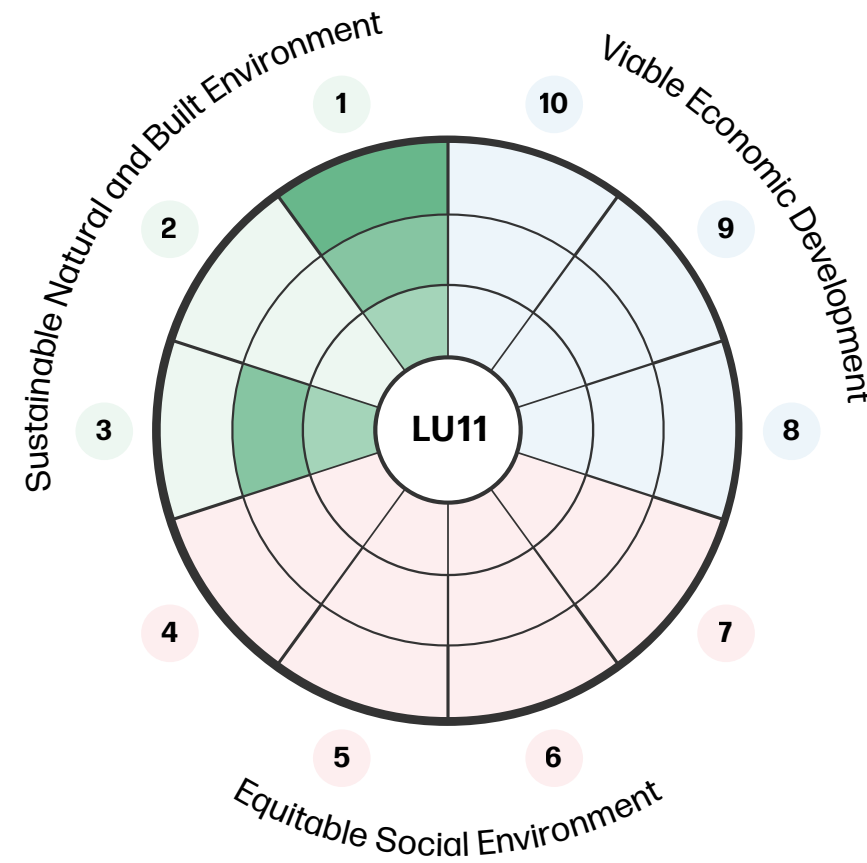 Sustainable Natural and Built Environment
Viable Economic Development
1
10
2
9
3
LU11
8
4
7
5
6
Equitable Social Environment